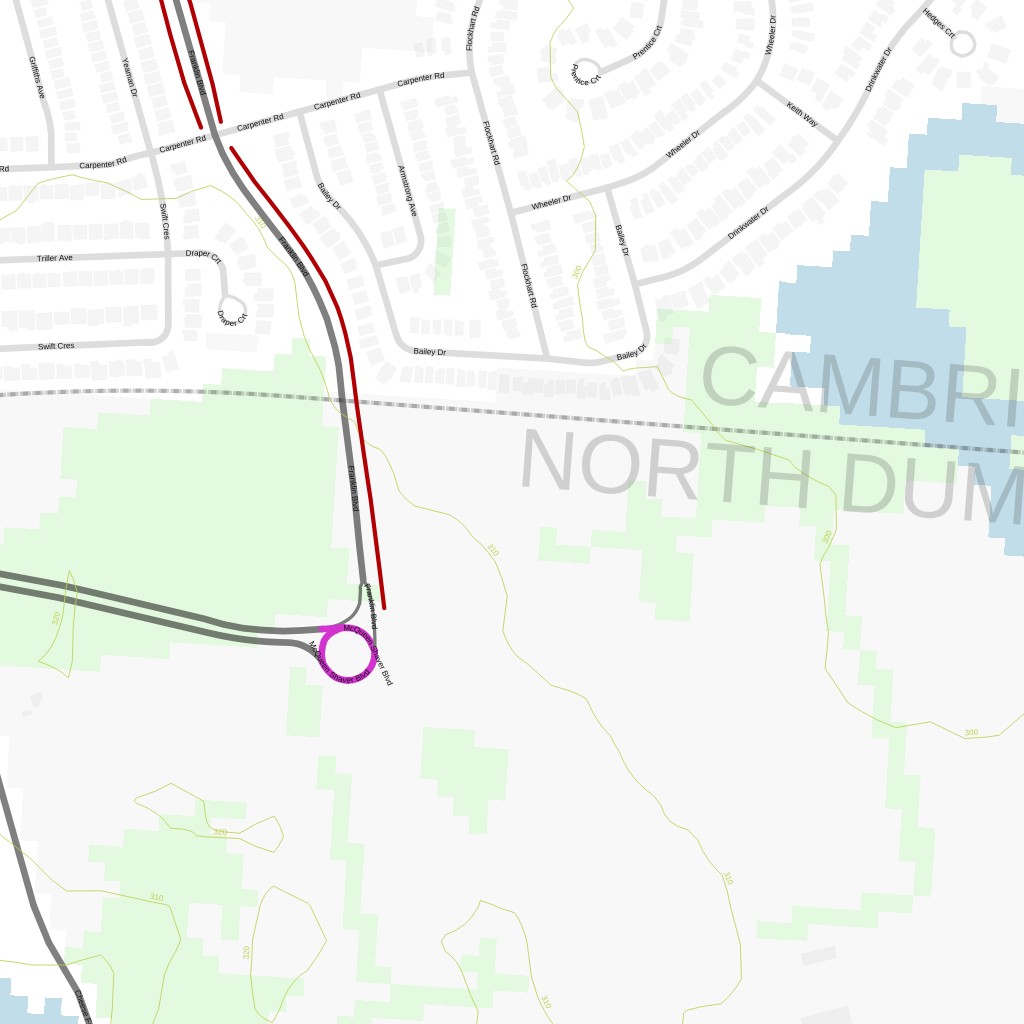 Hedges Crt
Flockhart Rd
Wheeler Dr
Prentice Crt
Griffiths Ave
Yeaman Dr
Franklin Blvd
Prentice Crt
Drinkwater Dr
Carpenter Rd
Carpenter Rd
Carpenter Rd
Keith Way
Carpenter Rd
Flockhart Rd
Wheeler Dr
Rd
Carpenter Rd
Armstrong Ave
Bailey Dr
Wheeler Dr
Swift Cres
310
Drinkwater Dr
Bailey Dr
Franklin Blvd
Triller Ave
Draper Crt
300
Flockhart Rd
Draper Crt
Swift Cres
Bailey Dr
Bailey Dr
CAMBRI
NORTH DUM
Franklin Blvd
300
310
320
Franklin Blvd
McQueen Shaver Blvd
McQueen Shaver Blvd
300
320
310
310
320
310